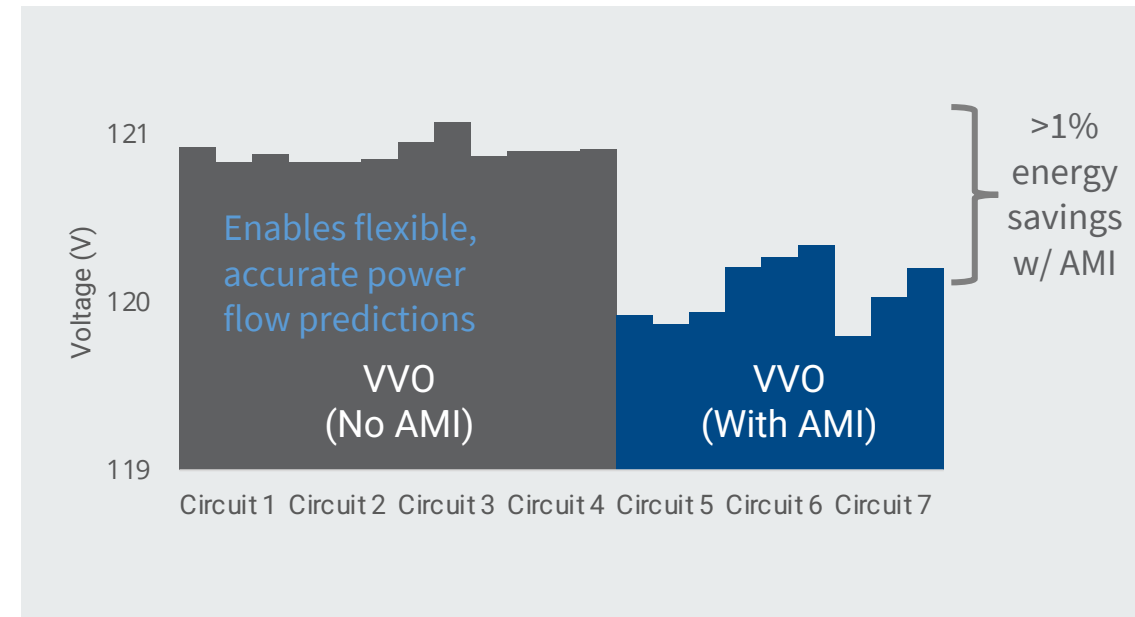 121
120
119
Voltage (V)
Enables flexible,
accurate power
flow predictions
VVO
(No AMI)
VVO
(With AMI)
>1%
energy
savings
w/ AMI
Circuit 1 Circuit 2 Circuit 3 Circuit 4 Circuit 5 Circuit 6 Circuit 7